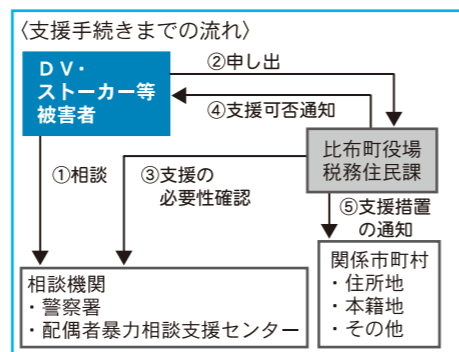 〈支援手続きまでの流れ〉
ＤＶ・
ストーカー等
被害者
②申し出
④支援可否通知
比布町役場
税務住民課
①相談
③支援の
必要性確認
⑤支援措置
の通知
相談機関
・警察署
・配偶者暴力相談支援センター
関係市町村
・住所地
・本籍地
・その他